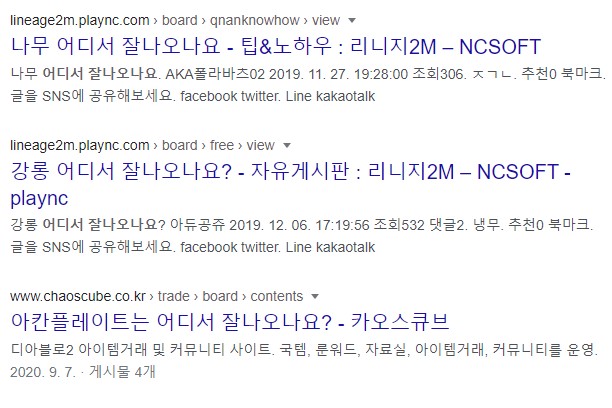 lineage2m.plaync.com › board › qnanknowhow › view
나무 어디서 잘나오나요 - 팁&노하우 : 리니지2M – NCSOFT
나무 어디서 잘나오나요. AKA폴라바츠02 2019. 11. 27. 19:28:00 조회306. ㅈㄱㄴ. 추천0 북마크.
글을 SNS에 공유해보세요. facebook twitter. Line kakaotalk
lineage2m.plaync.com › board › free › view
강롱 어디서 잘나오나요? - 자유게시판 : 리니지2M – NCSOFT -
plaync
강롱 어디서 잘나오나요? 아듀공쥬 2019. 12. 06. 17:19:56 조회532 댓글2. 냉무. 추천0 북마크.
글을 SNS에 공유해보세요. facebook twitter. Line kakaotalk
www.chaoscube.co.kr › trade › board › contents
아칸플레이트는 어디서 잘나오나요? - 카오스큐브
디아블로2 아이템거래 및 커뮤니티 사이트. 국템, 룬워드, 자료실, 아이템거래, 커뮤니티를 운영.
2020. 9. 7. · 게시물 4개